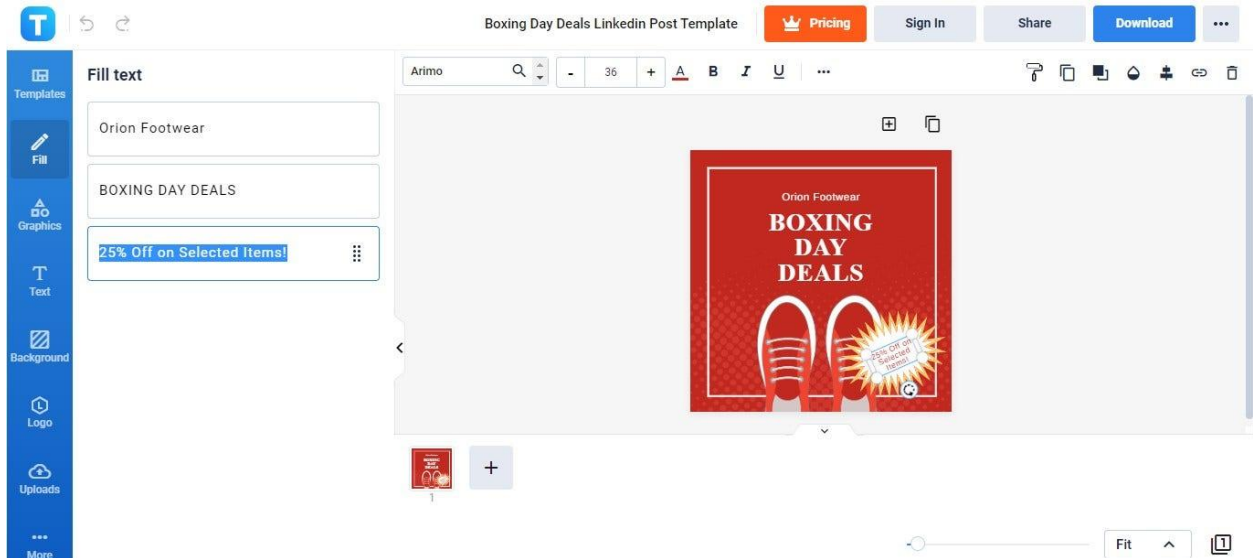 T
Boxing Day Deals Linkedin Post Template
Pricing
Sign In
Share
Download
Templates
Fill
Graphics
Text
Background
Logo
Uploads
More
Fill text
Orion Footwear
BOXING DAY DEALS
25% Off on Selected Items!
Arimo
- 36 + A B I U
Orion Footwear
BOXING
DAY
DEALS
25% Off on
Selected
Items!
+
1
Fit
1